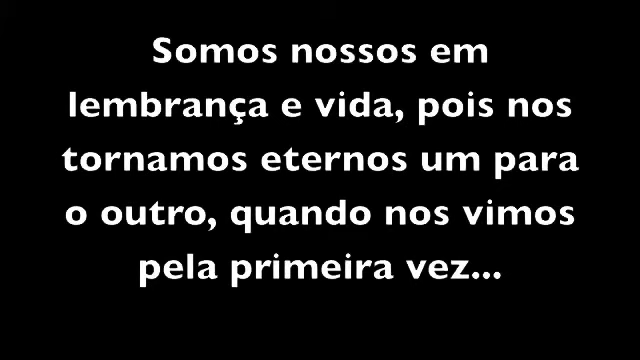 Somos nossos em
lembrança e vida, pois nos
tornamos eternos um para
o outro, quando nos vimos
pela primeira vez...